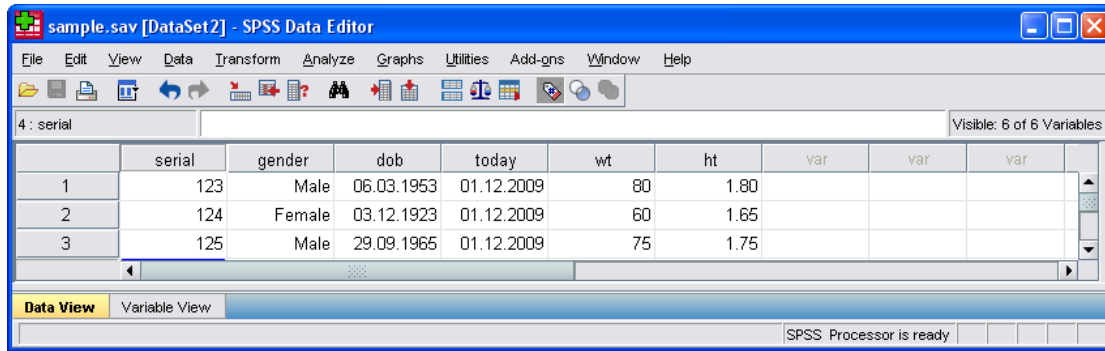 sample.sav [DataSet2] - SPSS Data Editor
File Edit View Data Transform Analyze Graphs Utilities Add-ons Window Help
4 : serial Visible: 6 of 6 Variables
serial gender dob today wt ht var var var
1 123 Male 06.03.1953 01.12.2009 80 1.80
2 124 Female 03.12.1923 01.12.2009 60 1.65
3 125 Male 29.09.1965 01.12.2009 75 1.75
Data View Variable View
SPSS Processor is ready